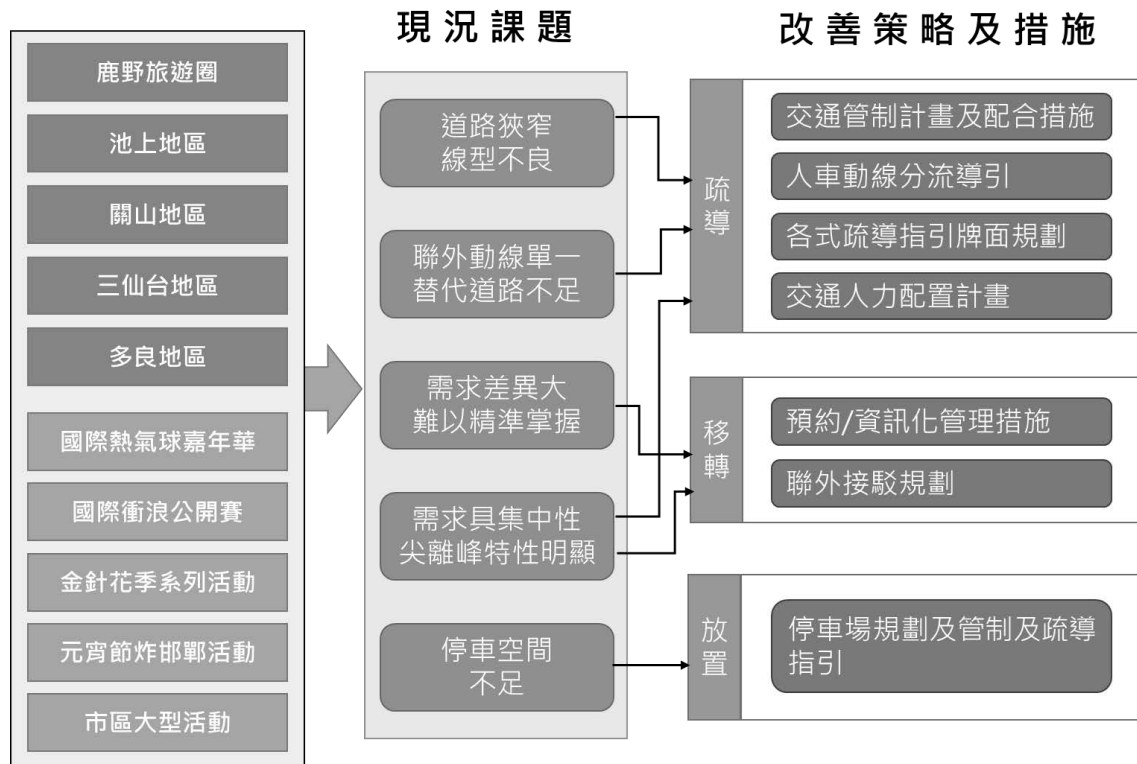 現況課題
改善策略及措施
鹿野旅遊圈
池上地區
關山地區
三仙台地區
多良地區
國際熱氣球嘉年華
國際衝浪公開賽
金針花季系列活動
元宵節炸邯鄲活動
市區大型活動
道路狹窄
線型不良
聯外動線單一
替代道路不足
需求差異大
難以精準掌握
需求具集中性
尖離峰特性明顯
停車空間
不足
疏導
交通管制計畫及配合措施
人車動線分流導引
各式疏導指引牌面規劃
交通人力配置計畫
移轉
預約/資訊化管理措施
聯外接駁規劃
放置
停車場規劃及管制及疏導
指引